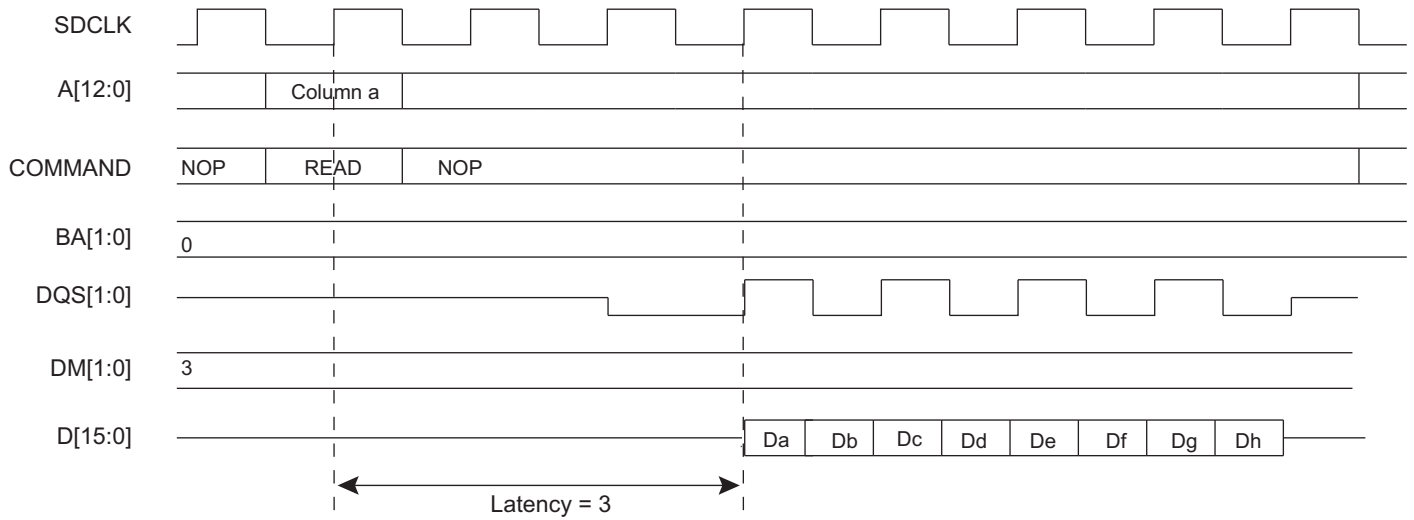 SDCLK
A[12:0] Column a
COMMAND NOP READ NOP
BA[1:0] 0
DQS[1:0]
DM[1:0] 3
D[15:0] Da Db Dc Dd De Df Dg Dh
Latency = 3